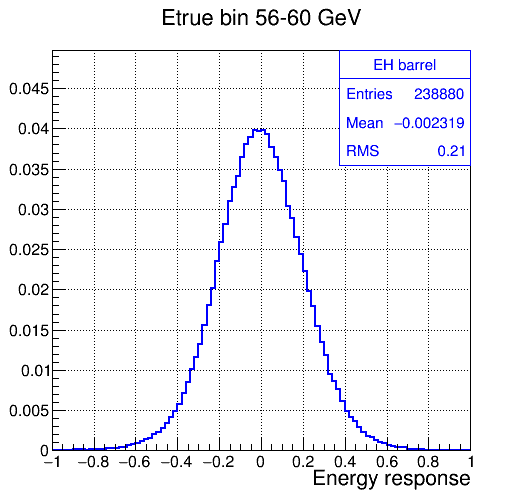 Etrue bin 56-60 GeV
EH barrel
Entries 238880
Mean −0.002319
RMS 0.21
0.045
0.04
0.035
0.03
0.025
0.02
0.015
0.01
0.005
0
−1 −0.8 −0.6 −0.4 −0.2 0 0.2 0.4 0.6 0.8 1
Energy response